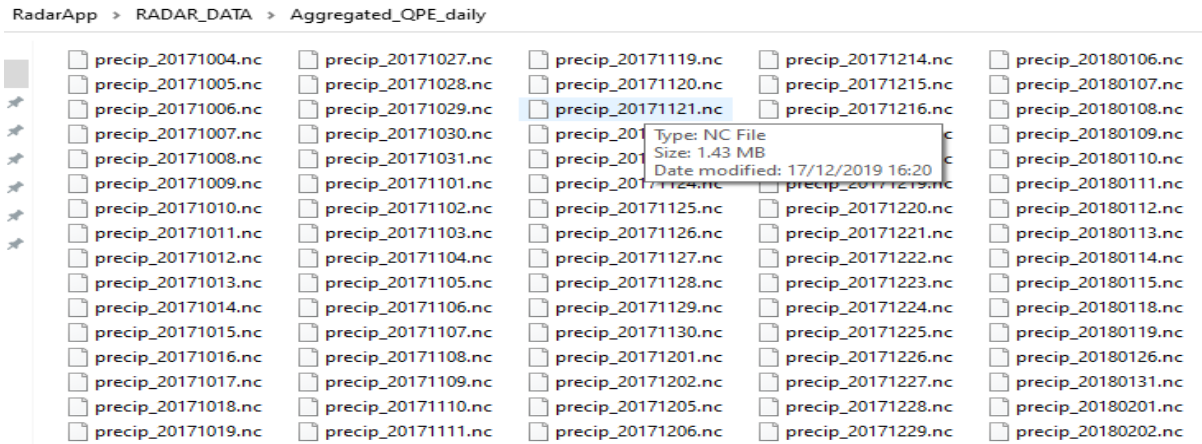 RadarApp > RADAR_DATA > Aggregated_QPE_daily
precip_20171004.nc precip_20171027.nc precip_20171119.nc precip_20171214.nc precip_20180106.nc
precip_20171005.nc precip_20171028.nc precip_20171120.nc precip_20171215.nc precip_20180107.nc
precip_20171006.nc precip_20171029.nc precip_20171121.nc precip_20171216.nc precip_20180108.nc
precip_20171007.nc precip_20171030.nc precip_201 Type: NC File precip_20180109.nc
precip_20171008.nc precip_20171031.nc precip_201 Size: 1.43 MB precip_20180110.nc
Date modified: 17/12/2019 16:20
precip_20171009.nc precip_20171101.nc precip_20171124.nc precip_20171219.nc precip_20180111.nc
precip_20171010.nc precip_20171102.nc precip_20171125.nc precip_20171220.nc precip_20180112.nc
precip_20171011.nc precip_20171103.nc precip_20171126.nc precip_20171221.nc precip_20180113.nc
precip_20171012.nc precip_20171104.nc precip_20171127.nc precip_20171222.nc precip_20180114.nc
precip_20171013.nc precip_20171105.nc precip_20171128.nc precip_20171223.nc precip_20180115.nc
precip_20171014.nc precip_20171106.nc precip_20171129.nc precip_20171224.nc precip_20180118.nc
precip_20171015.nc precip_20171107.nc precip_20171130.nc precip_20171225.nc precip_20180119.nc
precip_20171016.nc precip_20171108.nc precip_20171201.nc precip_20171226.nc precip_20180126.nc
precip_20171017.nc precip_20171109.nc precip_20171202.nc precip_20171227.nc precip_20180131.nc
precip_20171018.nc precip_20171110.nc precip_20171205.nc precip_20171228.nc precip_20180201.nc
precip_20171019.nc precip_20171111.nc precip_20171206.nc precip_20171229.nc precip_20180202.nc